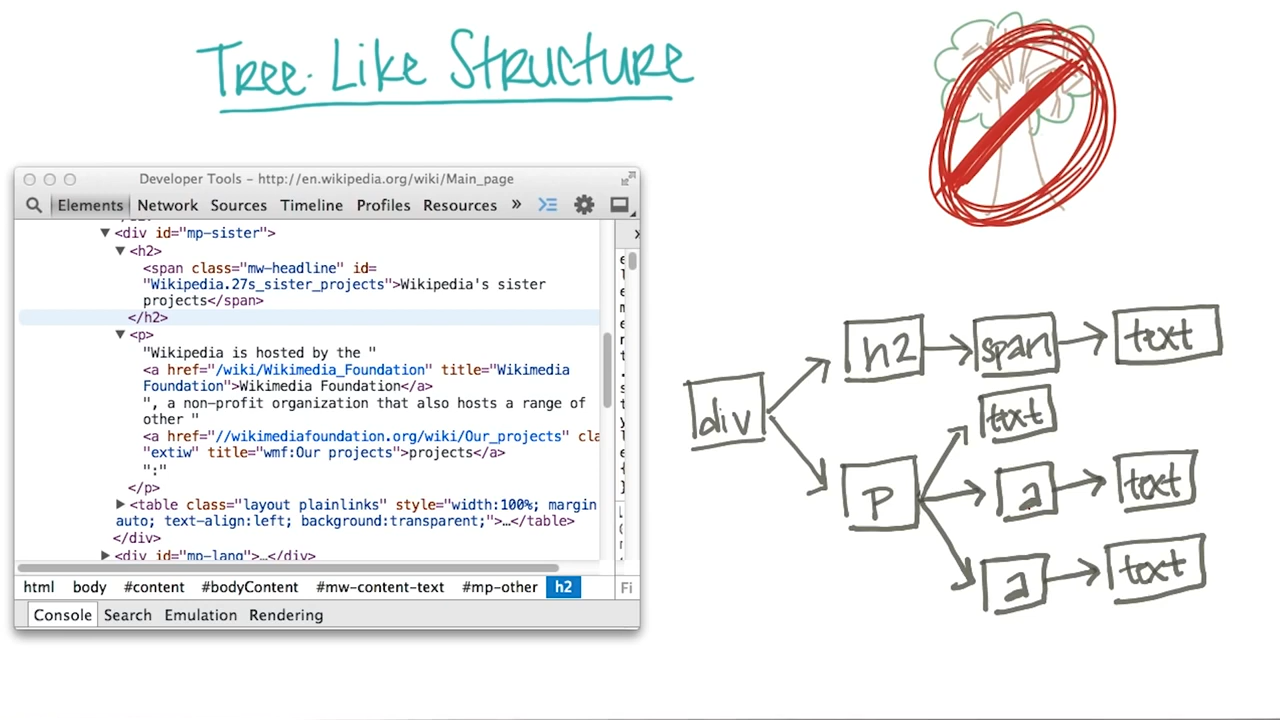 Tree-Like Structure
Developer Tools - http://en.wikipedia.org/wiki/Main_page
Elements Network Sources Timeline Profiles Resources »
▼<div id="mp-sister">
▼<h2>
<span class="mw-headline" id=
"Wikipedia.27s_sister_projects">Wikipedia's sister
projects</span>
</h2>
▼<p>
"Wikipedia is hosted by the "
<a href="/wiki/Wikimedia_Foundation" title="Wikimedia
Foundation">Wikimedia Foundation</a>
", a non-profit organization that also hosts a range of
other "
<a href="//wikimediafoundation.org/wiki/Our_projects" cla
"extiw" title="wmf:Our projects">projects</a>
":"
</p>
▶<table class="layout plainlinks" style="width:100%; margin
auto; text-align:left; background:transparent;">…</table>
</div>
▶<div id="mp-lang">…</div>
html body #content #bodyContent #mw-content-text #mp-other h2 Fi
Console Search Emulation Rendering
h2 span text
div text
p a text
a text